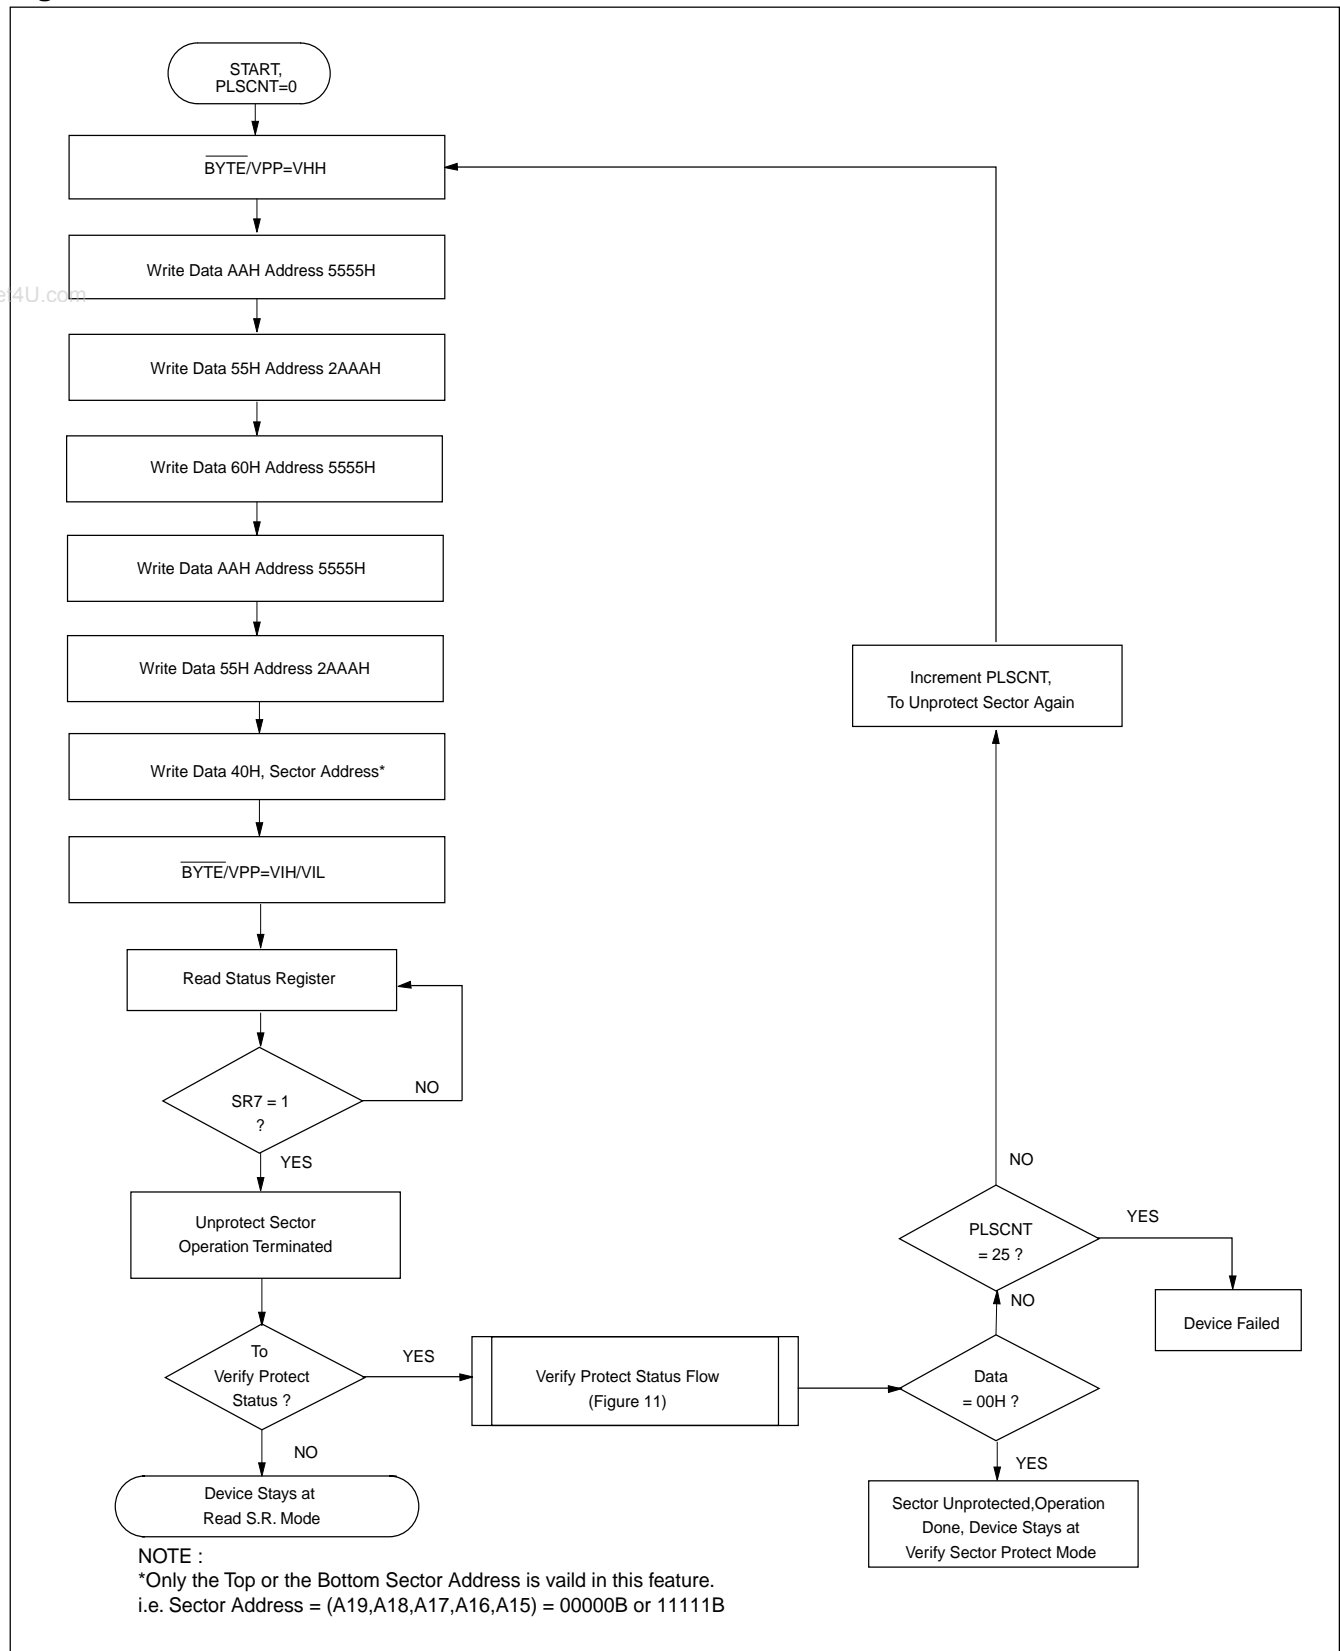 START,
PLSCNT=0
BYTE/VPP=VHH
Write Data AAH Address 5555H
et4U.com
Write Data 55H Address 2AAAH
Write Data 60H Address 5555H
Write Data AAH Address 5555H
Write Data 55H Address 2AAAH
Write Data 40H, Sector Address*
BYTE/VPP=VIH/VIL
Read Status Register
SR7 = 1
?
NO
YES
Unprotect Sector
Operation Terminated
To
Verify Protect
Status ?
YES
NO
Device Stays at
Read S.R. Mode
Verify Protect Status Flow
(Figure 11)
Data
= 00H ?
NO
YES
Sector Unprotected,Operation
Done, Device Stays at
Verify Sector Protect Mode
PLSCNT
= 25 ?
YES
Device Failed
NO
Increment PLSCNT,
To Unprotect Sector Again
NOTE :
*Only the Top or the Bottom Sector Address is vaild in this feature.
i.e. Sector Address = (A19,A18,A17,A16,A15) = 00000B or 11111B